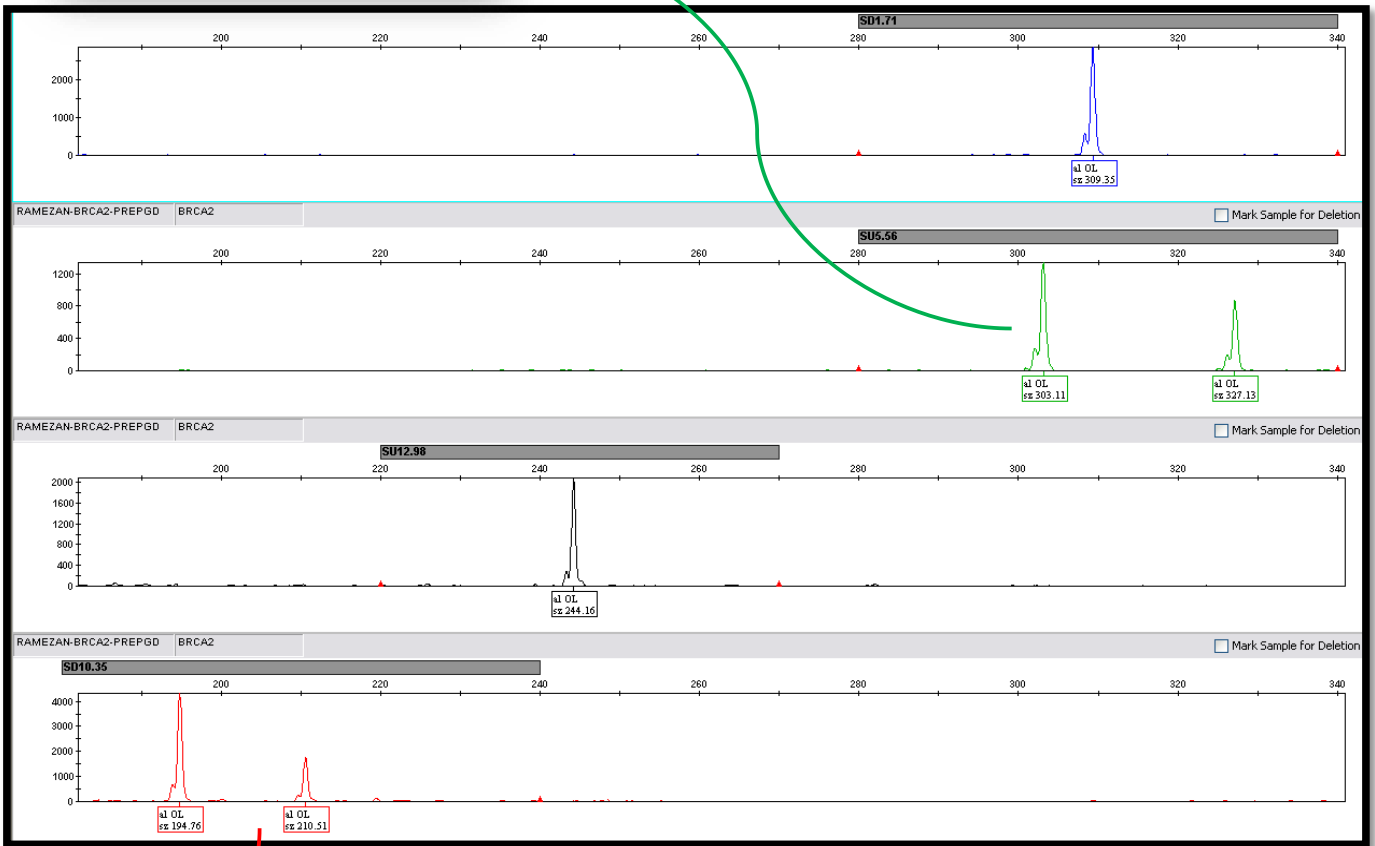 SD1.71
200 220 240 260 280 300 320 340
2000
1000
0
al OL
sz 309.35
RAMEZAN-BRCA2-PREPGD BRCA2 Mark Sample for Deletion
SU5.56
200 220 240 260 280 300 320 340
1200
800
400
0
al OL al OL
sz 303.11 sz 327.13
RAMEZAN-BRCA2-PREPGD BRCA2 Mark Sample for Deletion
SU12.98
200 220 240 260 280 300 320 340
2000
1600
1200
800
400
0
al OL
sz 244.16
RAMEZAN-BRCA2-PREPGD BRCA2 Mark Sample for Deletion
SD10.35
200 220 240 260 280 300 320 340
4000
3000
2000
1000
0
al OL al OL
sz 194.76 sz 210.51